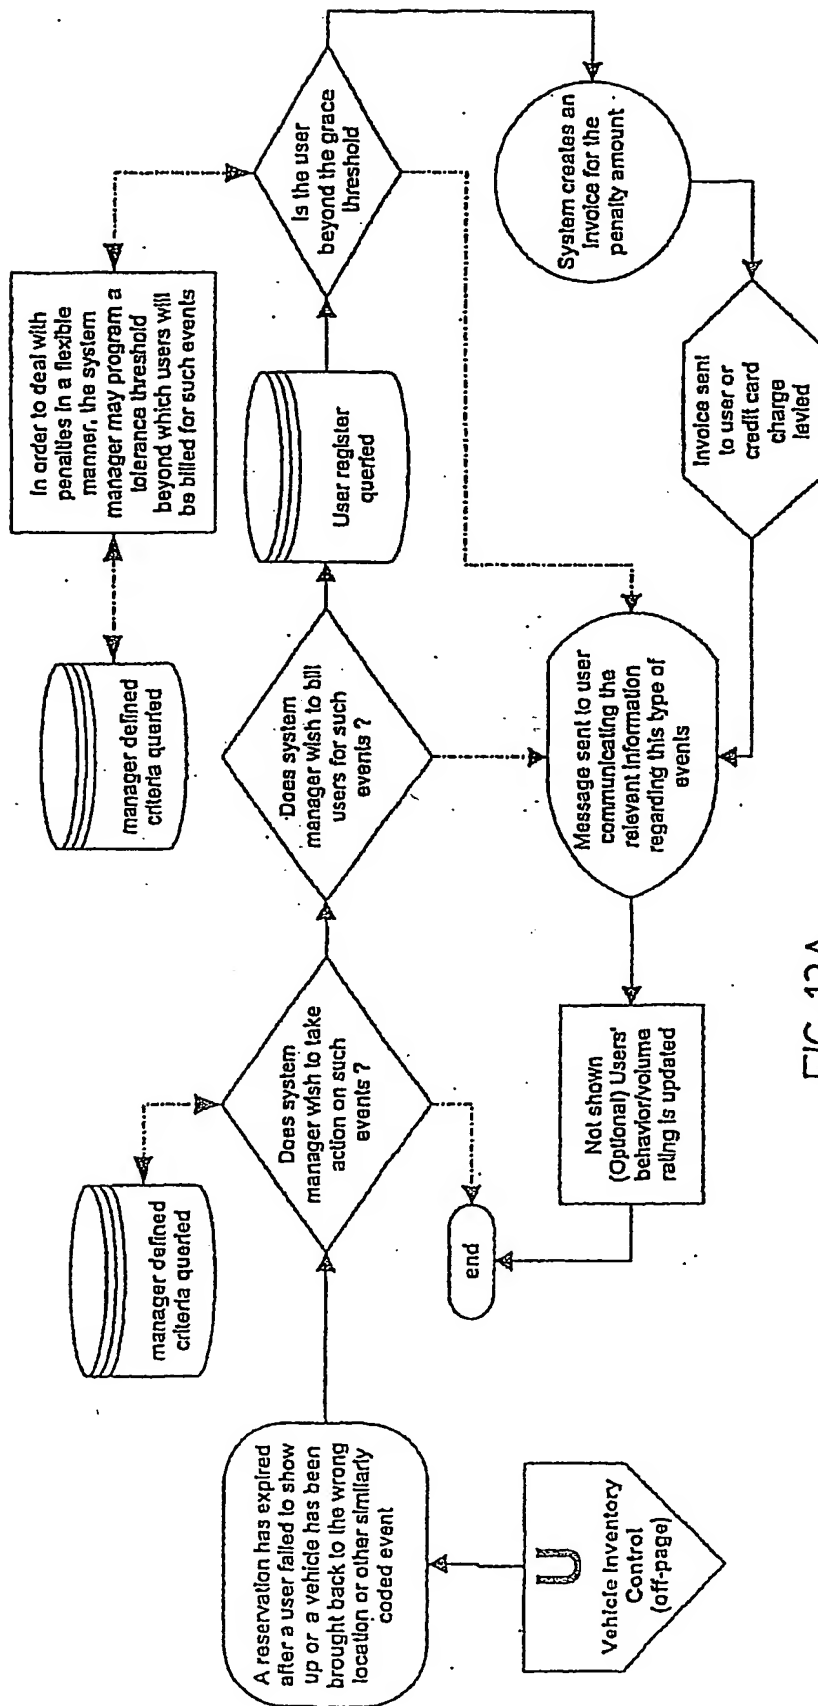 A reservation has expired
after a user failed to show
up or a vehicle has been
brought back to the wrong
location or other similarly
coded event
U
Vehicle Inventory
Control
(off-page)
manager defined
criteria queried
Does system
manager wish to take
action on such
events ?
end
manager defined
criteria queried
Does system
manager wish to bill
users for such
events ?
In order to deal with
penalties in a flexible
manner, the system
manager may program a
tolerance threshold
beyond which users will
be billed for such events
User register
queried
Is the user
beyond the grace
threshold
System creates an
invoice for the
penalty amount
Invoice sent
to user or
credit card
charge
levied
Message sent to user
communicating the
relevant information
regarding this type of
events
Not shown
(Optional) Users'
behavior/volume
rating is updated